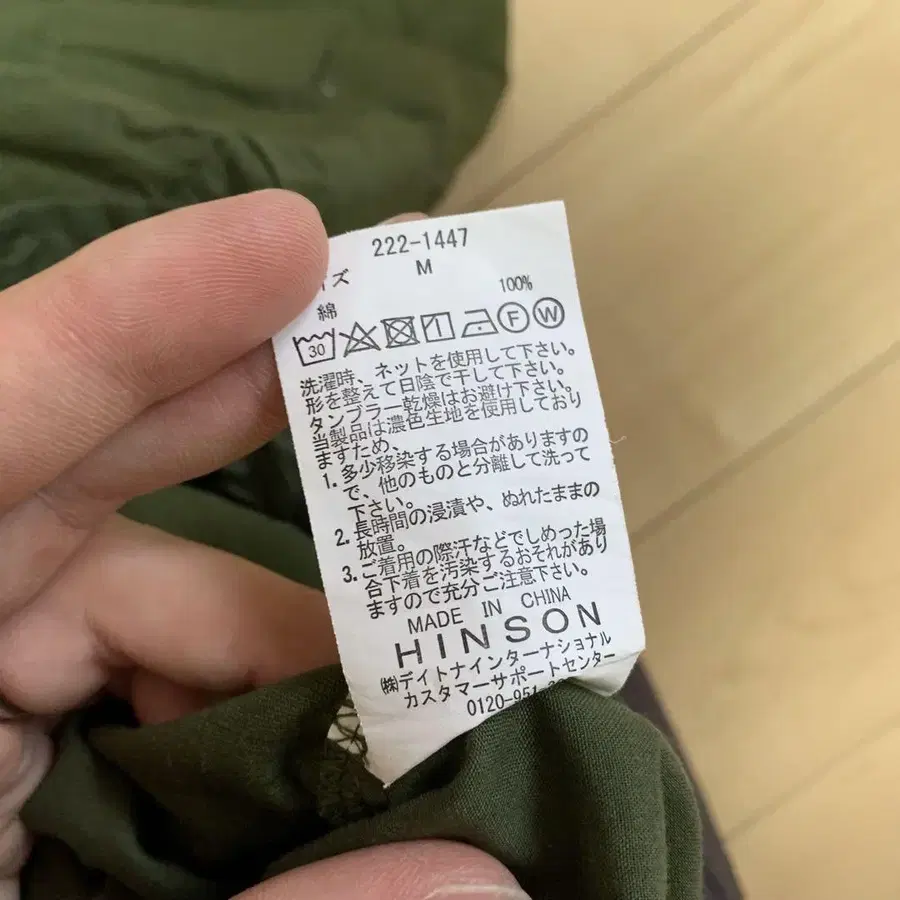 222-1447
イズ M
綿 100%
30 F W
洗濯時、ネットを使用して下さい。
形を整えて日陰で干して下さい。
タンブラー乾燥はお避け下さい。
当製品は濃色生地を使用しており
ますため、
1. 多少移染する場合がありますの
で、他のものと分離して洗って
下さい。
2. 長時間の浸漬や、ぬれたままの
放置。
3. ご着用の際汗などでしめった場
合下着を汚染するおそれがあり
ますので充分ご注意下さい。
MADE IN CHINA
HINSON
㈱デイトナインターナショナル
カスタマーサポートセンター
0120-951-